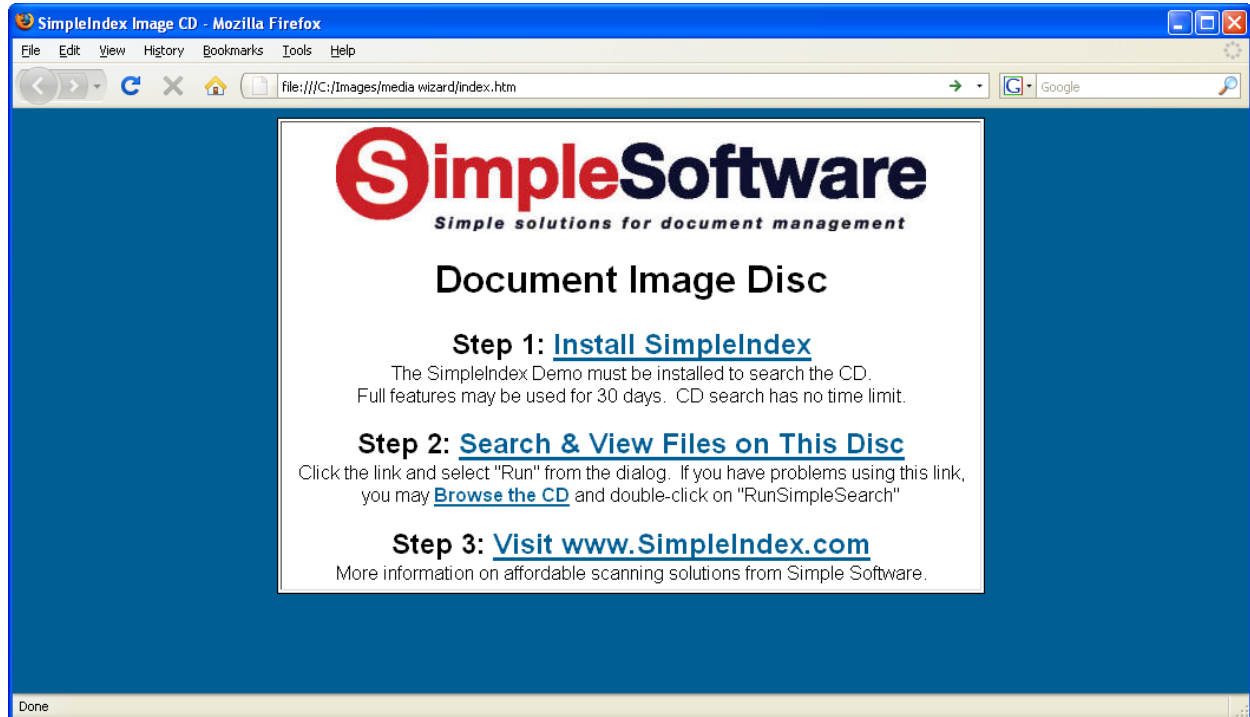 SimpleIndex Image CD - Mozilla Firefox
File Edit View History Bookmarks Tools Help
file:///C:/Images/media wizard/index.htm
G Google
SimpleSoftware
Simple solutions for document management
Document Image Disc
Step 1: Install SimpleIndex
The SimpleIndex Demo must be installed to search the CD.
Full features may be used for 30 days. CD search has no time limit.
Step 2: Search & View Files on This Disc
Click the link and select "Run" from the dialog. If you have problems using this link,
you may Browse the CD and double-click on "RunSimpleSearch"
Step 3: Visit www.SimpleIndex.com
More information on affordable scanning solutions from Simple Software.
Done